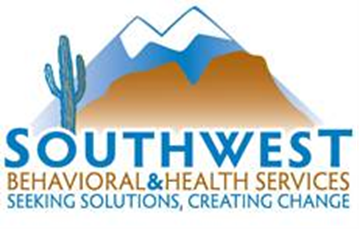 SOUTHWEST
BEHAVIORAL&HEALTH SERVICES
SEEKING SOLUTIONS, CREATING CHANGE